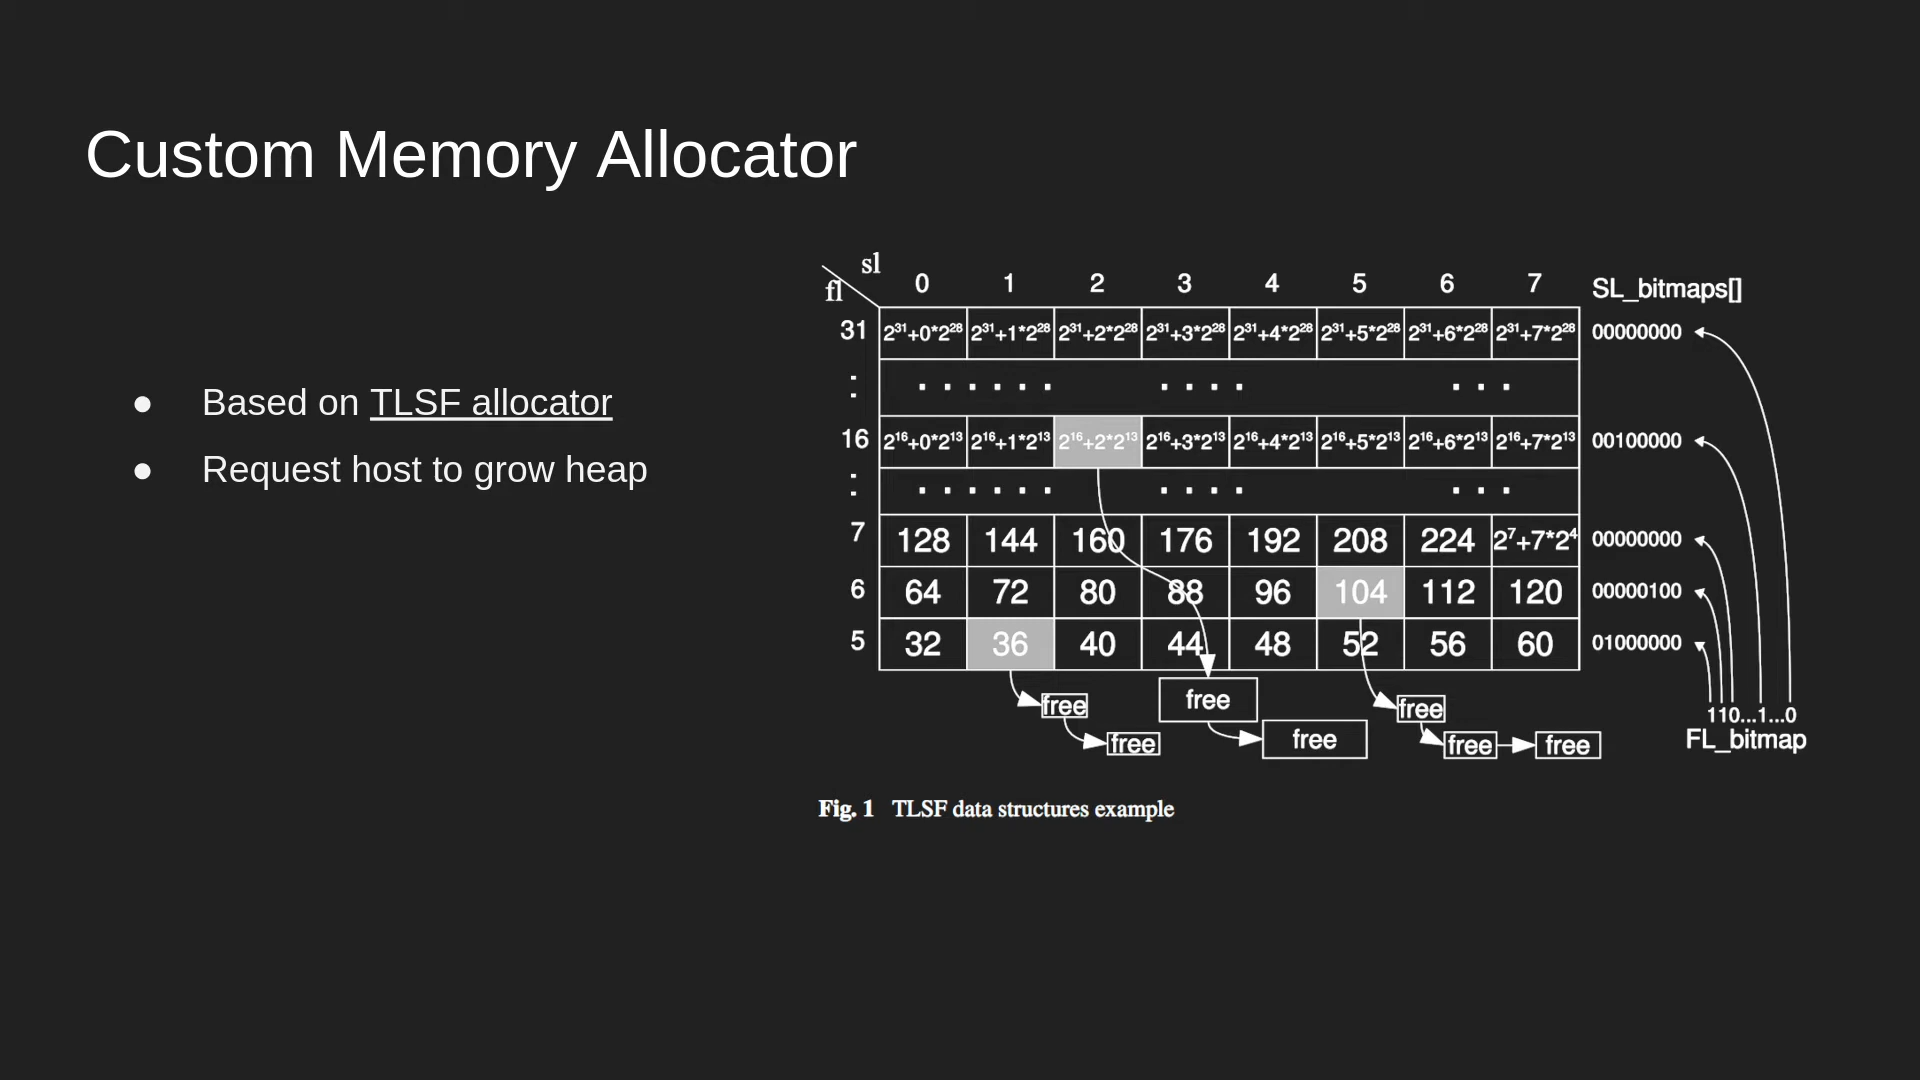 Custom Memory Allocator
● Based on TLSF allocator
● Request host to grow heap
sl
fl 0 1 2 3 4 5 6 7 SL_bitmaps[]
31 2³¹+0*2²⁸ 2³¹+1*2²⁸ 2³¹+2*2²⁸ 2³¹+3*2²⁸ 2³¹+4*2²⁸ 2³¹+5*2²⁸ 2³¹+6*2²⁸ 2³¹+7*2²⁸ 00000000
: . . . . . . . . . . . . .
16 2¹⁶+0*2¹³ 2¹⁶+1*2¹³ 2¹⁶+2*2¹³ 2¹⁶+3*2¹³ 2¹⁶+4*2¹³ 2¹⁶+5*2¹³ 2¹⁶+6*2¹³ 2¹⁶+7*2¹³ 00100000
: . . . . . . . . . . . . .
7 128 144 160 176 192 208 224 2⁷+7*2⁴ 00000000
6 64 72 80 88 96 104 112 120 00000100
5 32 36 40 44 48 52 56 60 01000000
free free free 110...1...0
free free free free FL_bitmap
Fig. 1 TLSF data structures example